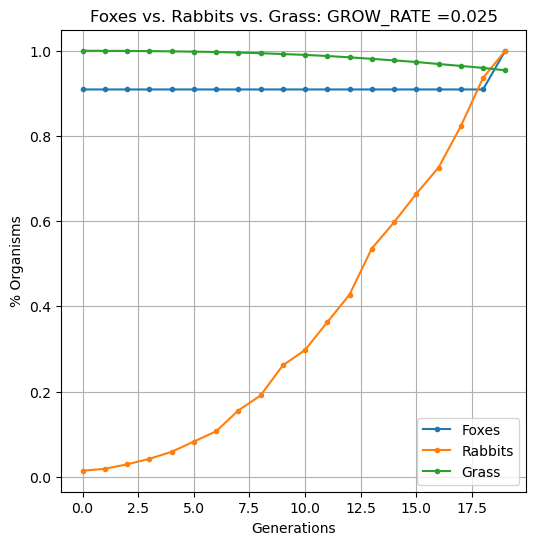 Foxes vs. Rabbits vs. Grass: GROW_RATE =0.025
% Organisms
1.0
0.8
0.6
0.4
0.2
0.0
Foxes
Rabbits
Grass
0.0 2.5 5.0 7.5 10.0 12.5 15.0 17.5
Generations